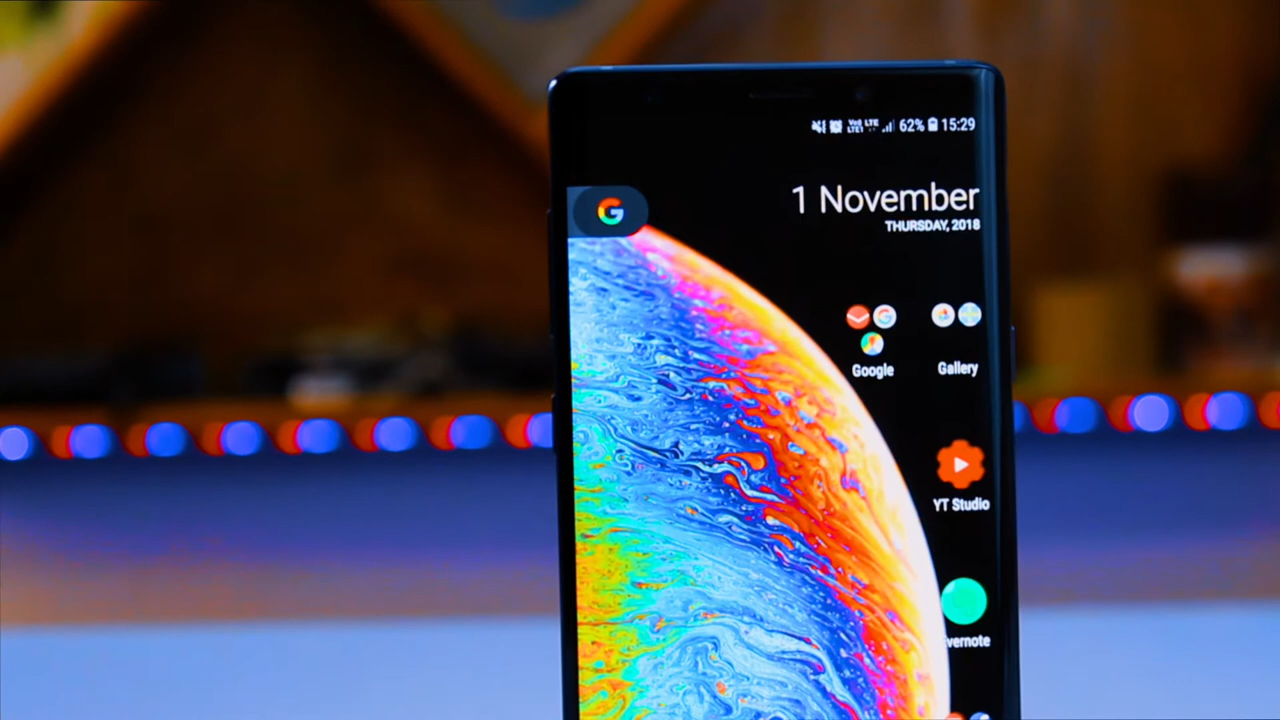 62% 15:29
1 November
THURSDAY, 2018
G
Google
Gallery
YT Studio
vernote